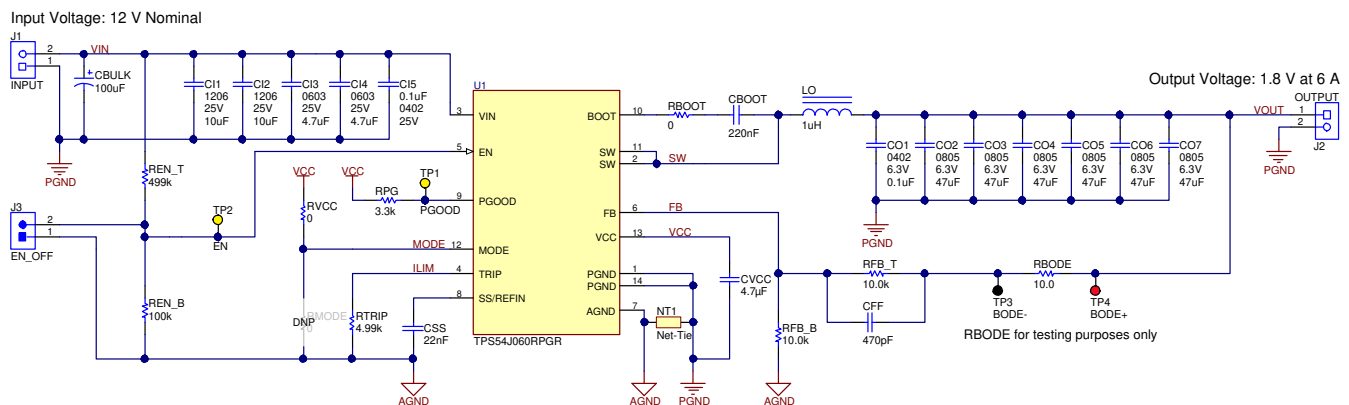 Input Voltage: 12 V Nominal
J1
2
1
INPUT
VIN
CBULK
100uF
+
CI1
1206
25V
10uF
CI2
1206
25V
10uF
CI3
0603
25V
4.7uF
CI4
0603
25V
4.7uF
CI5
0.1uF
0402
25V
PGND
REN_T
499k
J3
2
1
EN_OFF
TP2
EN
REN_B
100k
VCC
VCC
RVCC
0
RPG
3.3k
TP1
PGOOD
MODE
ILIM
DNP
RMODE
0
RTRIP
4.99k
CSS
22nF
AGND
U1
3
VIN
5
EN
9
PGOOD
12
MODE
4
TRIP
8
SS/REFIN
BOOT
10
SW
11
SW
2
FB
6
VCC
13
PGND
1
PGND
14
AGND
7
TPS54J060RPGR
RBOOT
0
CBOOT
220nF
SW
FB
VCC
CVCC
4.7µF
NT1
Net-Tie
AGND
PGND
LO
1uH
RFB_B
10.0k
AGND
RFB_T
10.0k
CFF
470pF
CO1
0402
6.3V
0.1uF
CO2
0805
6.3V
47uF
CO3
0805
6.3V
47uF
CO4
0805
6.3V
47uF
CO5
0805
6.3V
47uF
CO6
0805
6.3V
47uF
CO7
0805
6.3V
47uF
PGND
RBODE
10.0
TP3
BODE-
TP4
BODE+
RBODE for testing purposes only
Output Voltage: 1.8 V at 6 A
OUTPUT
VOUT
1
2
J2
PGND